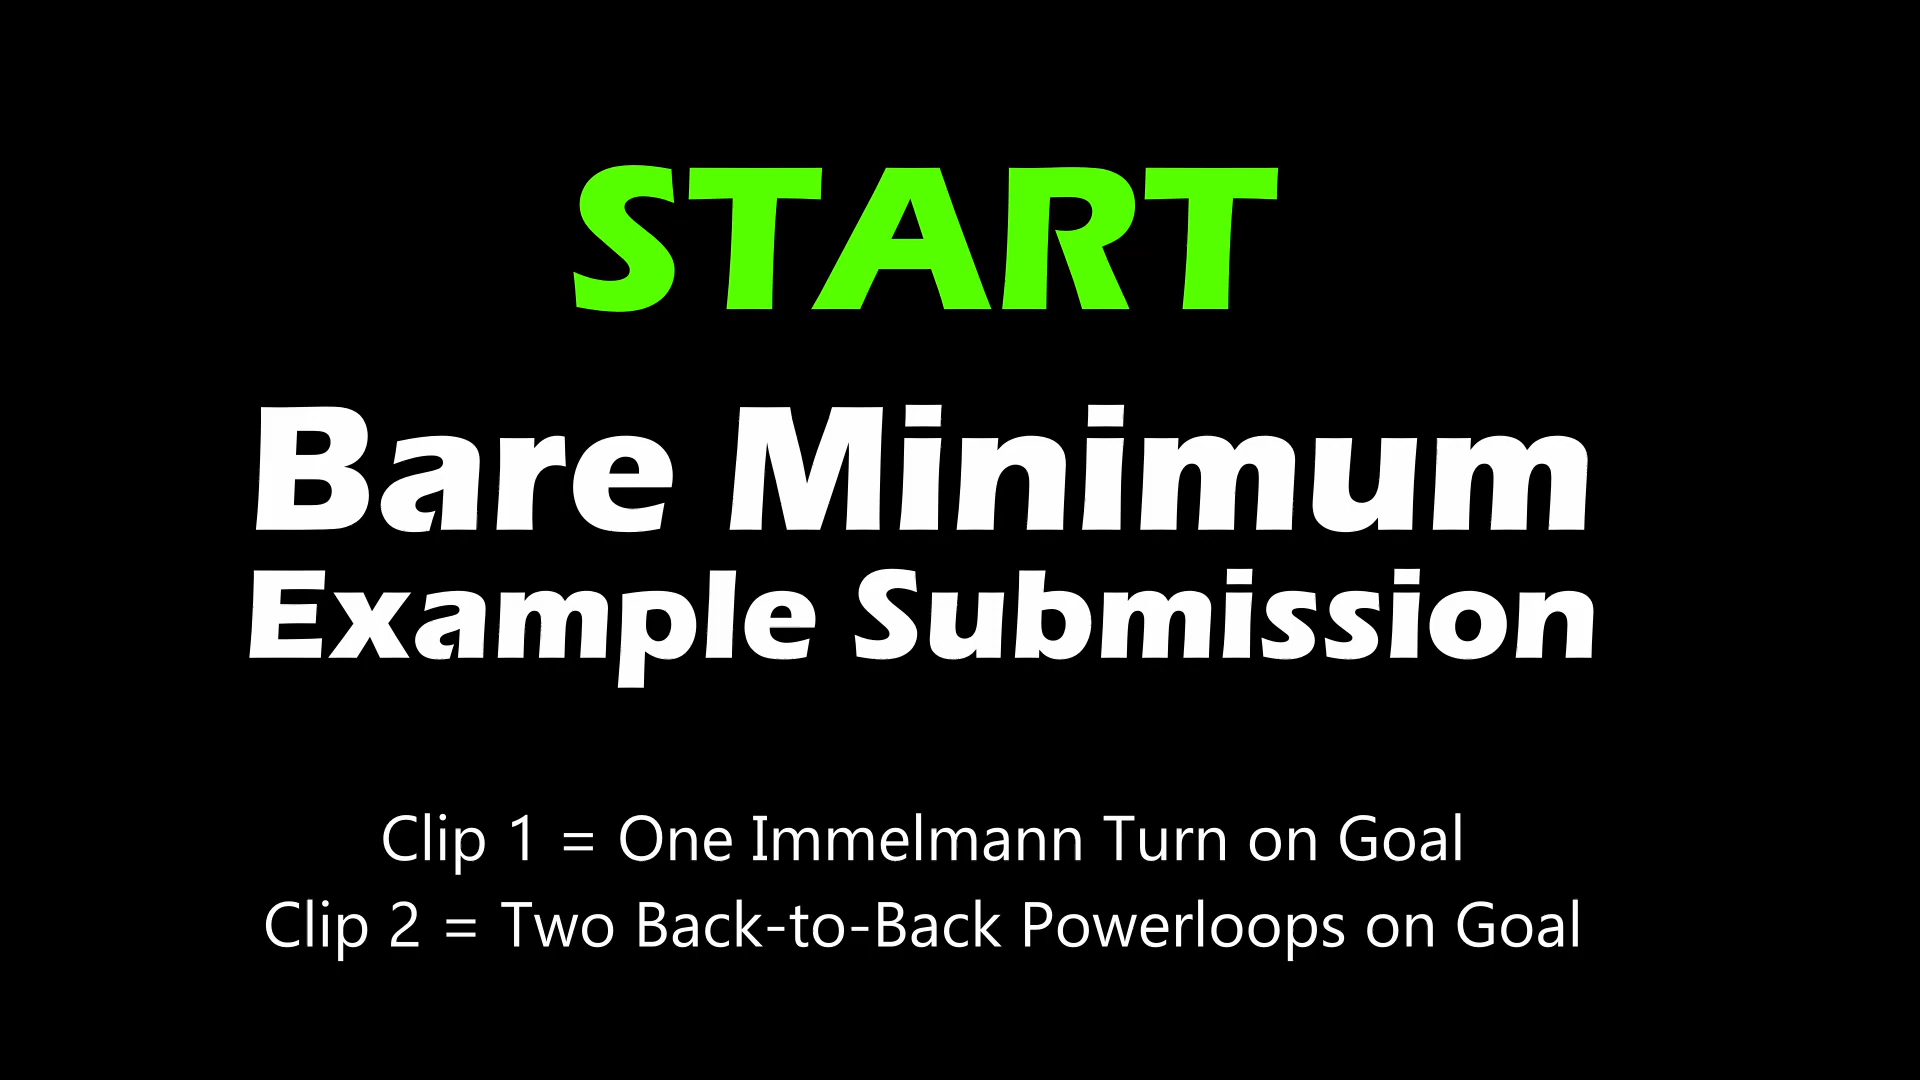 START
Bare Minimum
Example Submission
Clip 1 = One Immelmann Turn on Goal
Clip 2 = Two Back-to-Back Powerloops on Goal